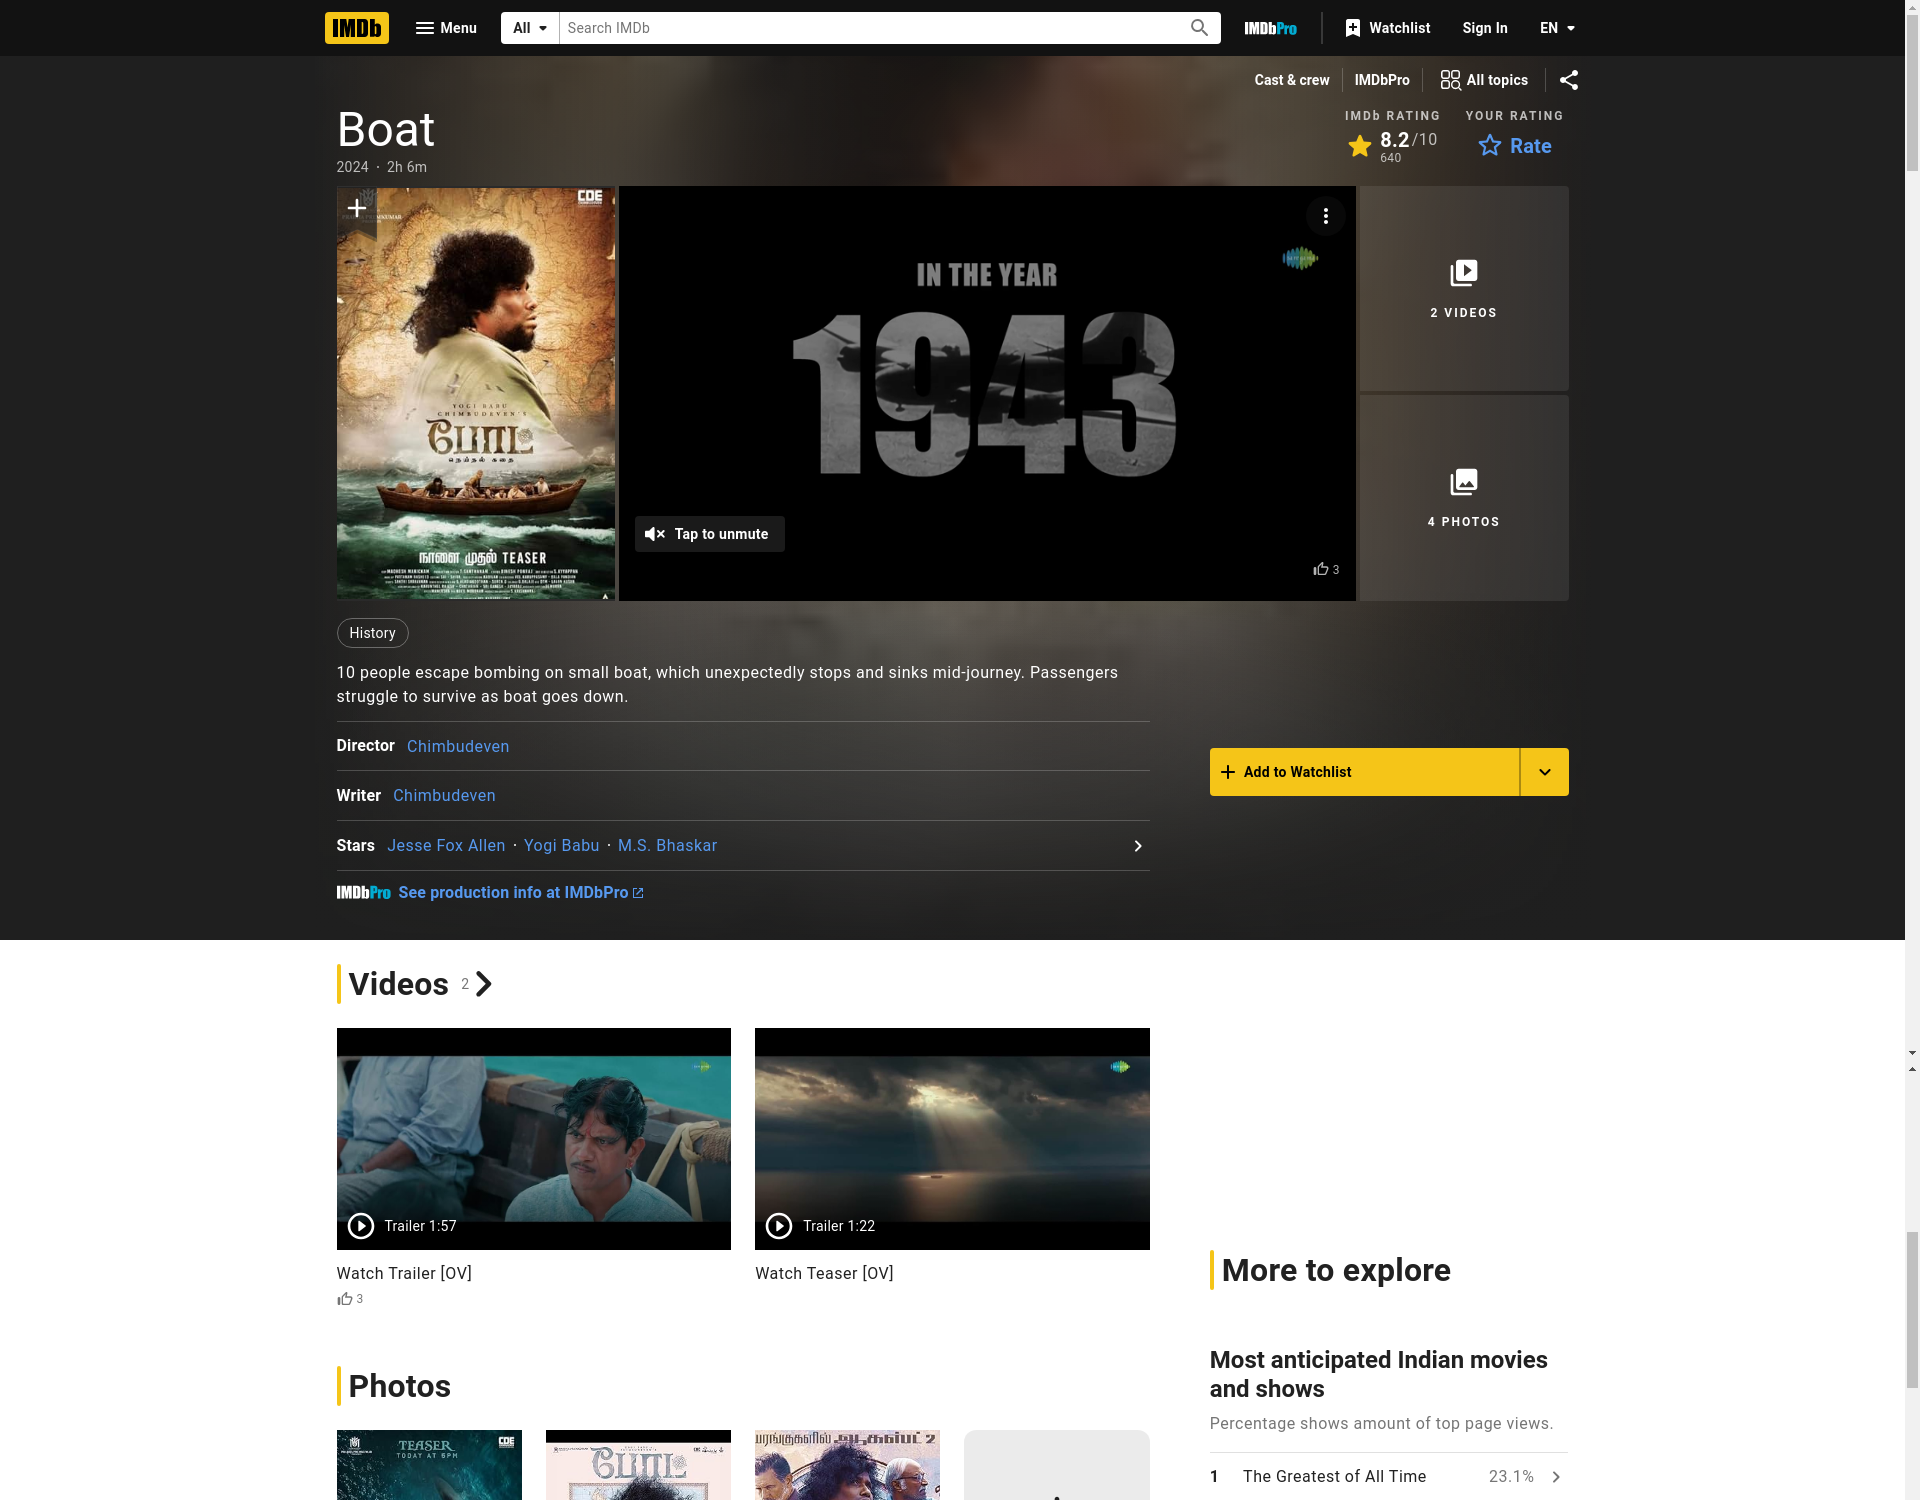 IMDb
Menu
All
Search IMDb
IMDbPro
Watchlist
Sign In
EN
Cast & crew
IMDbPro
All topics
Boat
2024 · 2h 6m
IMDb RATING
8.2/10
640
YOUR RATING
Rate
CDE
YOGI BABU
CHIMBUDEVEN'S
போட்
நெய்தல் கதை
நாளை முதல் TEASER
IN THE YEAR
1943
Tap to unmute
3
2 VIDEOS
4 PHOTOS
History
10 people escape bombing on small boat, which unexpectedly stops and sinks mid-journey. Passengers
struggle to survive as boat goes down.
Director Chimbudeven
Writer Chimbudeven
Stars Jesse Fox Allen · Yogi Babu · M.S. Bhaskar
IMDbPro See production info at IMDbPro
Add to Watchlist
Videos 2
Trailer 1:57
Watch Trailer [OV]
3
Trailer 1:22
Watch Teaser [OV]
Photos
TEASER
TODAY AT 5PM
CDE
போட்
ஆகஸ்ட் 2
More to explore
Most anticipated Indian movies
and shows
Percentage shows amount of top page views.
1 The Greatest of All Time 23.1%